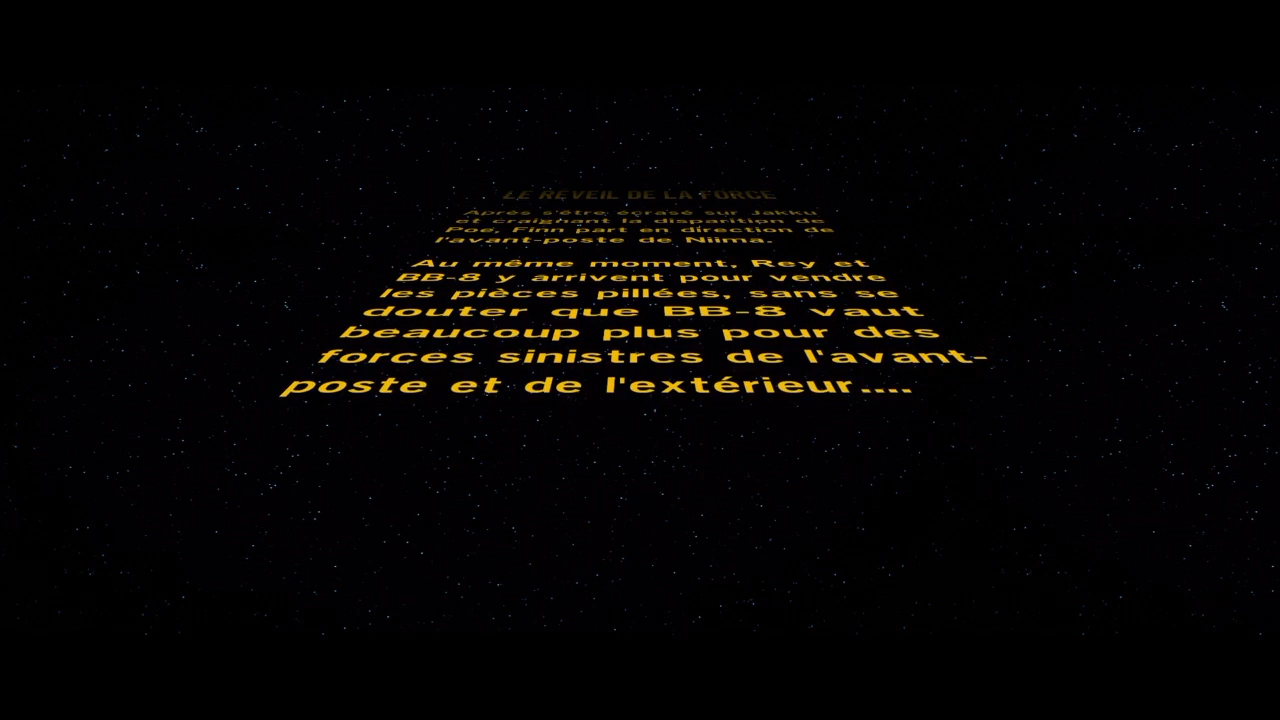 LE RÉVEIL DE LA FORCE
Après s'être écrasé sur Jakku
et craignant la disparition de
Poe, Finn part en direction de
l'avant-poste de Niima.
Au même moment, Rey et
BB-8 y arrivent pour vendre
les pièces pillées, sans se
douter que BB-8 vaut
beaucoup plus pour des
forces sinistres de l'avant-
poste et de l'extérieur....